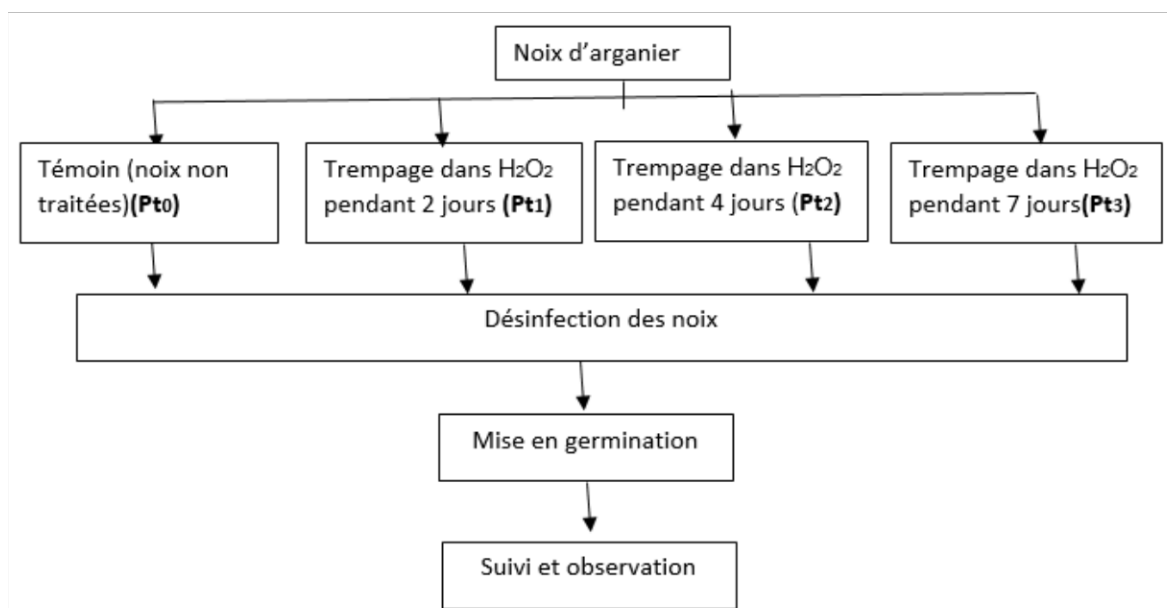 Noix d'arganier
Témoin (noix non
traitées)(Pt0)
Trempage dans H2O2
pendant 2 jours (Pt1)
Trempage dans H2O2
pendant 4 jours (Pt2)
Trempage dans H2O2
pendant 7 jours(Pt3)
Désinfection des noix
Mise en germination
Suivi et observation